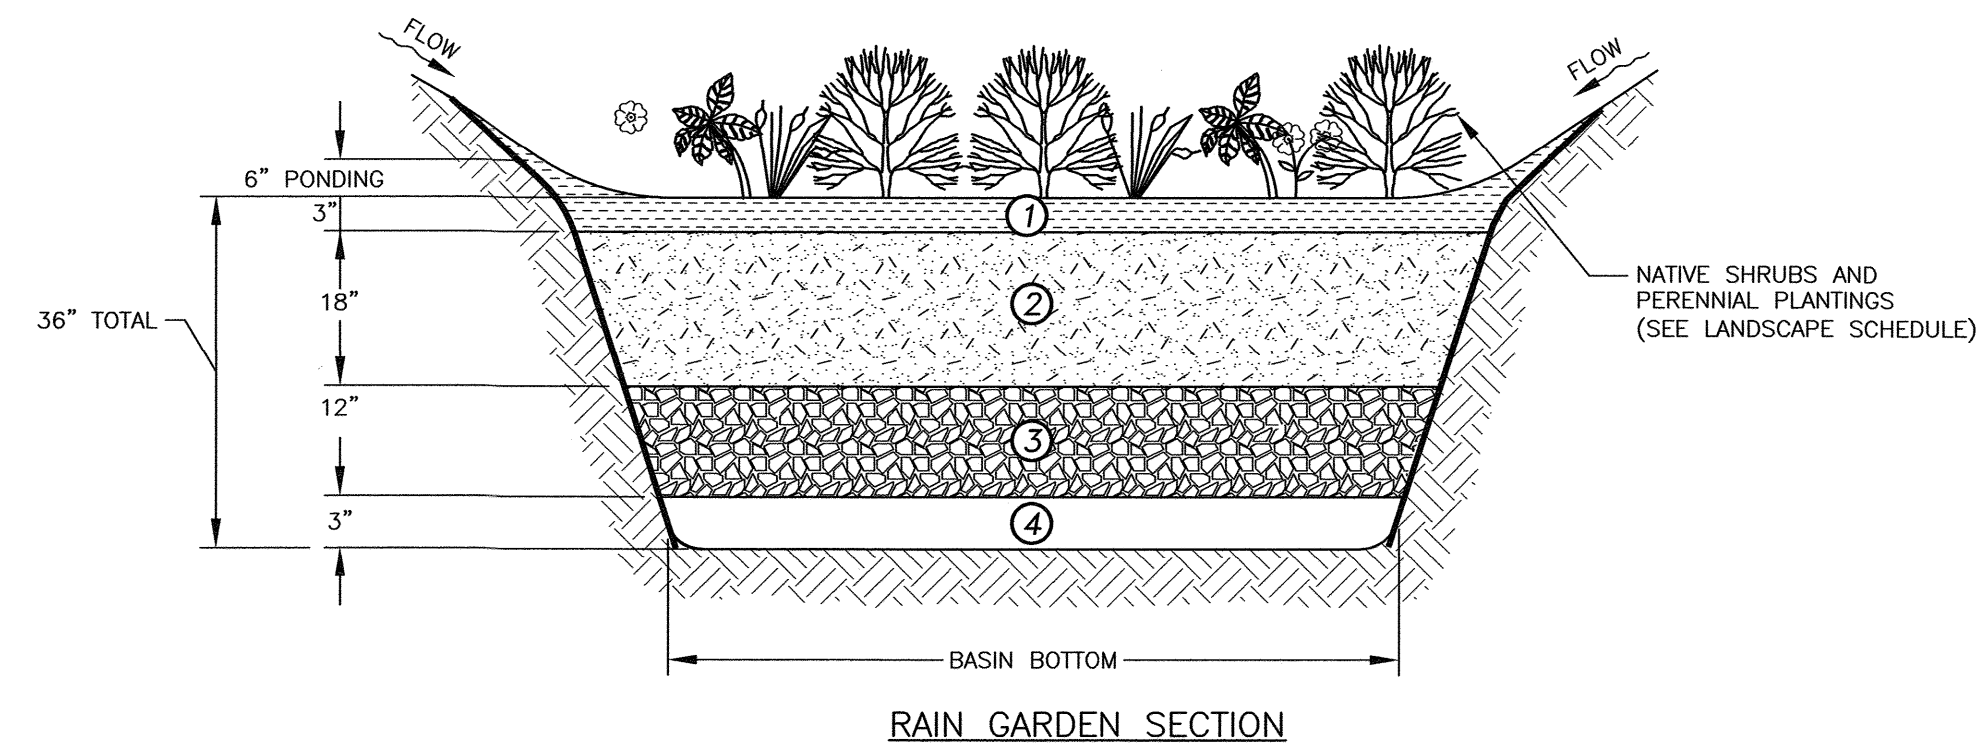 FLOW
FLOW
6" PONDING
3"
1
18"
2
NATIVE SHRUBS AND
PERENNIAL PLANTINGS
(SEE LANDSCAPE SCHEDULE)
36" TOTAL
12"
3
3"
4
BASIN BOTTOM
RAIN GARDEN SECTION